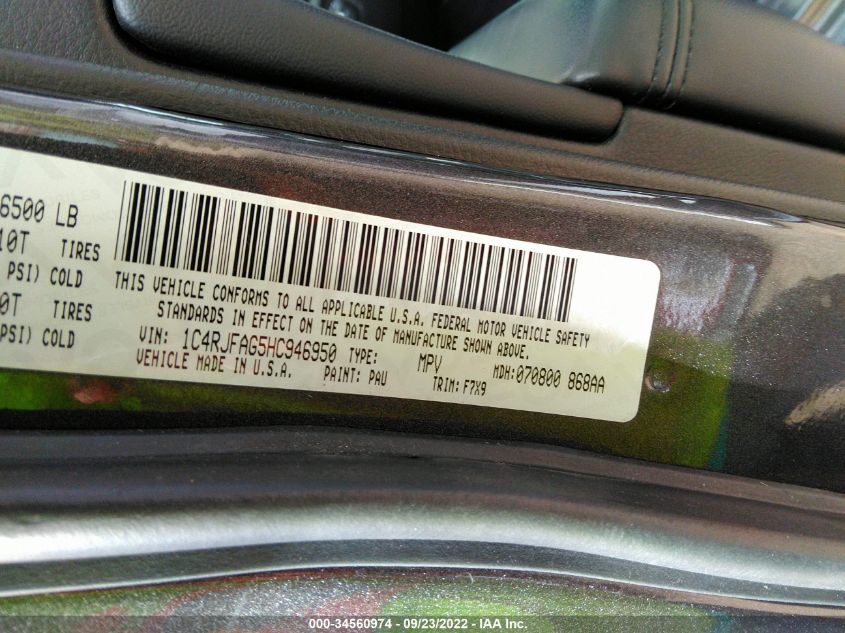 6500 LB
10T TIRES
PSI) COLD
0T TIRES
PSI) COLD
THIS VEHICLE CONFORMS TO ALL APPLICABLE U.S.A. FEDERAL MOTOR VEHICLE SAFETY
STANDARDS IN EFFECT ON THE DATE OF MANUFACTURE SHOWN ABOVE.
VIN: 1C4RJFAG5HC946950 TYPE: MPV MDH:070800 868AA
VEHICLE MADE IN U.S.A. PAINT: PAU TRIM: F7X9
000-34560974 - 09/23/2022 - IAA Inc.